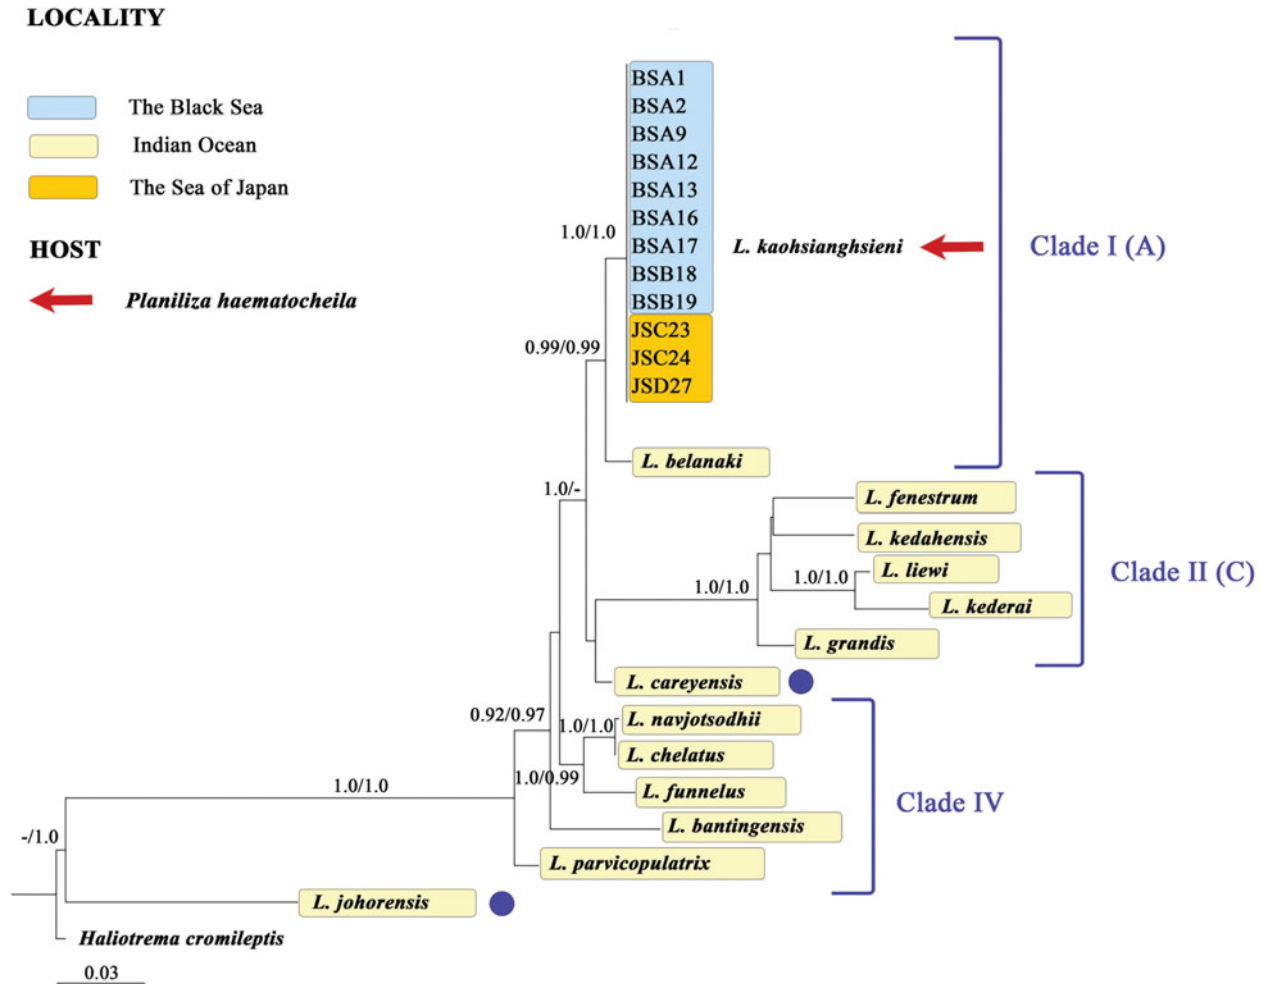 LOCALITY
The Black Sea
Indian Ocean
The Sea of Japan
HOST
Planiliza haematocheila
BSA1
BSA2
BSA9
BSA12
BSA13
BSA16
BSA17
BSB18
BSB19
JSC23
JSC24
JSD27
1.0/1.0
L. kaohsianghsieni
Clade I (A)
0.99/0.99
L. belanaki
1.0/-
L. fenestrum
L. kedahensis
L. liewi
1.0/1.0
1.0/1.0
L. kederai
L. grandis
Clade II (C)
L. careyensis
0.92/0.97
L. navjotsodhii
1.0/1.0
L. chelatus
1.0/0.99
L. funnelus
Clade IV
1.0/1.0
L. bantingensis
L. parvicopulatrix
-/1.0
L. johorensis
Haliotrema cromileptis
0.03